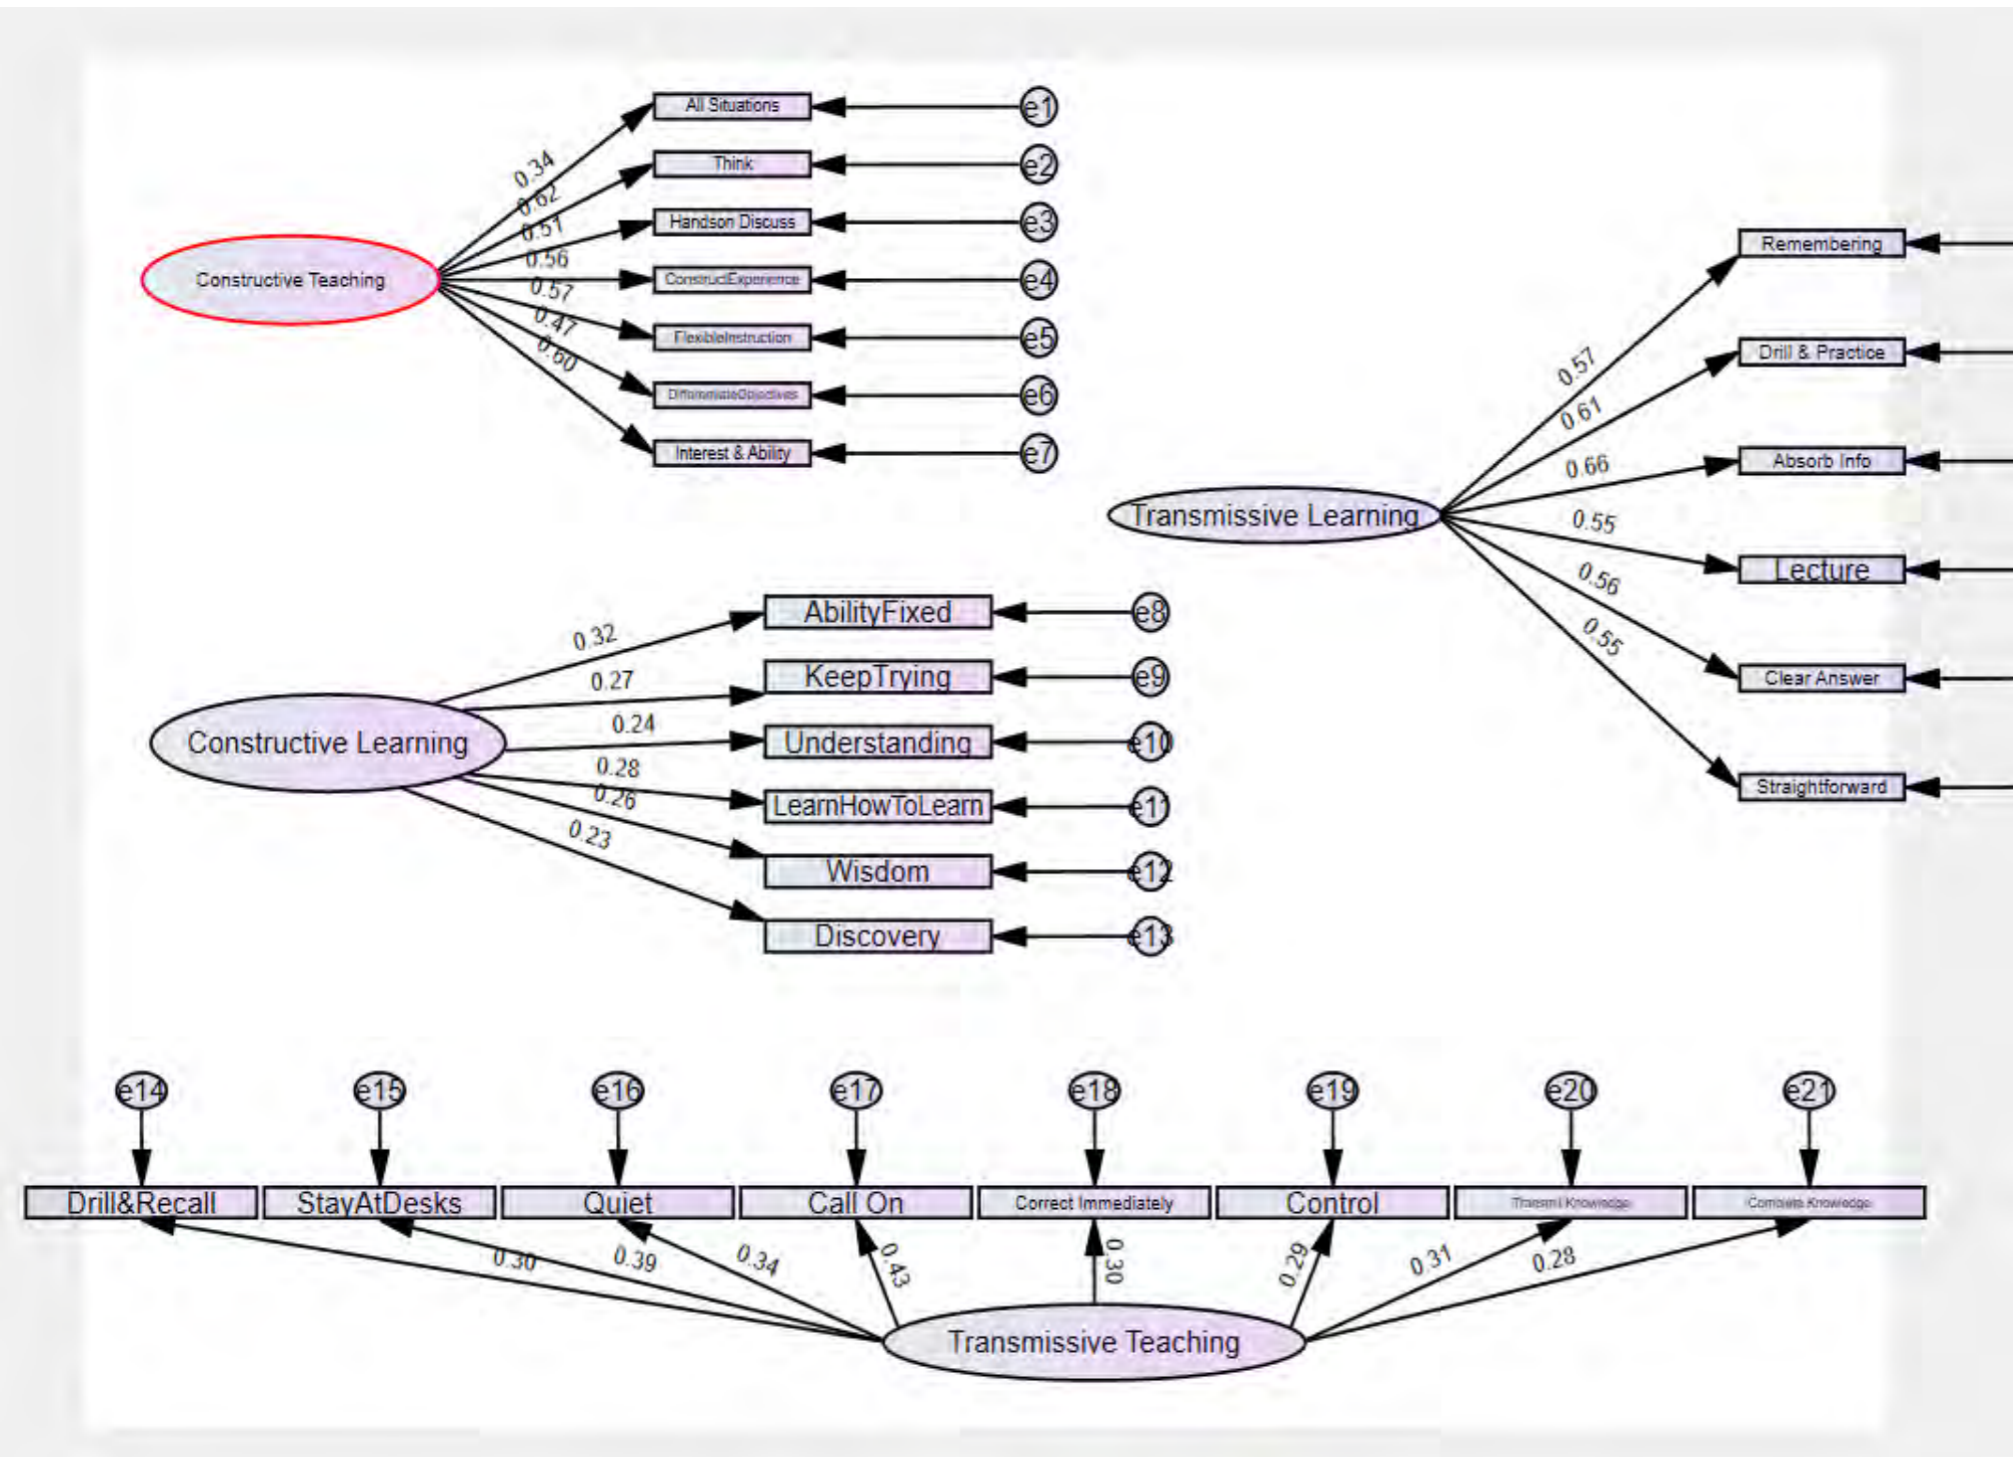 All Situations
e1
0.34
Think
e2
0.62
Handson Discuss
e3
0.51
Constructive Teaching
0.56
ConstructExperience
e4
0.57
FlexibleInstruction
e5
0.47
DifferentiateObjectives
e6
0.60
Interest & Ability
e7
Remembering
0.57
Drill & Practice
0.61
Absorb Info
0.66
Transmissive Learning
0.55
Lecture
0.56
Clear Answer
0.55
Straightforward
AbilityFixed
e8
0.32
KeepTrying
e9
0.27
Constructive Learning
0.24
Understanding
e10
0.28
LearnHowToLearn
e11
0.26
Wisdom
e12
0.23
Discovery
e13
e14
e15
e16
e17
e18
e19
e20
e21
Drill&Recall
StayAtDesks
Quiet
Call On
Correct Immediately
Control
Transmit Knowledge
Complete Knowledge
0.30
0.39
0.34
0.43
0.30
0.29
0.31
0.28
Transmissive Teaching